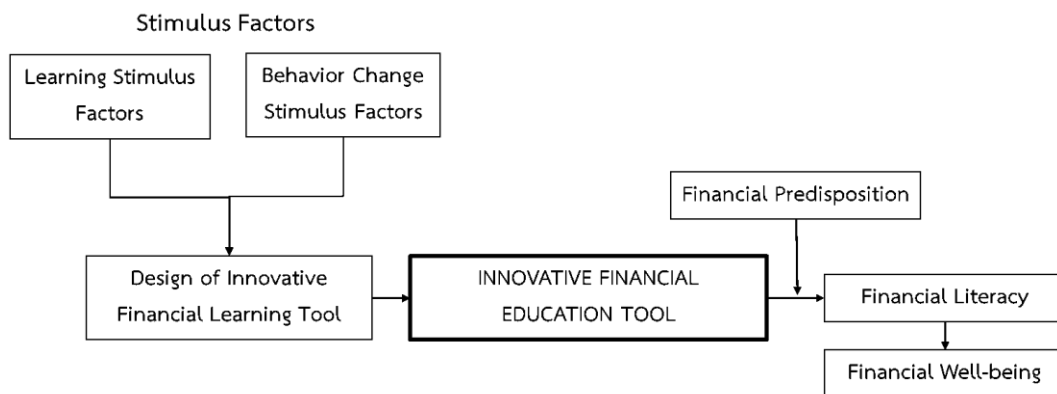 Stimulus Factors
Learning Stimulus
Factors
Behavior Change
Stimulus Factors
Financial Predisposition
Design of Innovative
Financial Learning Tool
INNOVATIVE FINANCIAL
EDUCATION TOOL
Financial Literacy
Financial Well-being